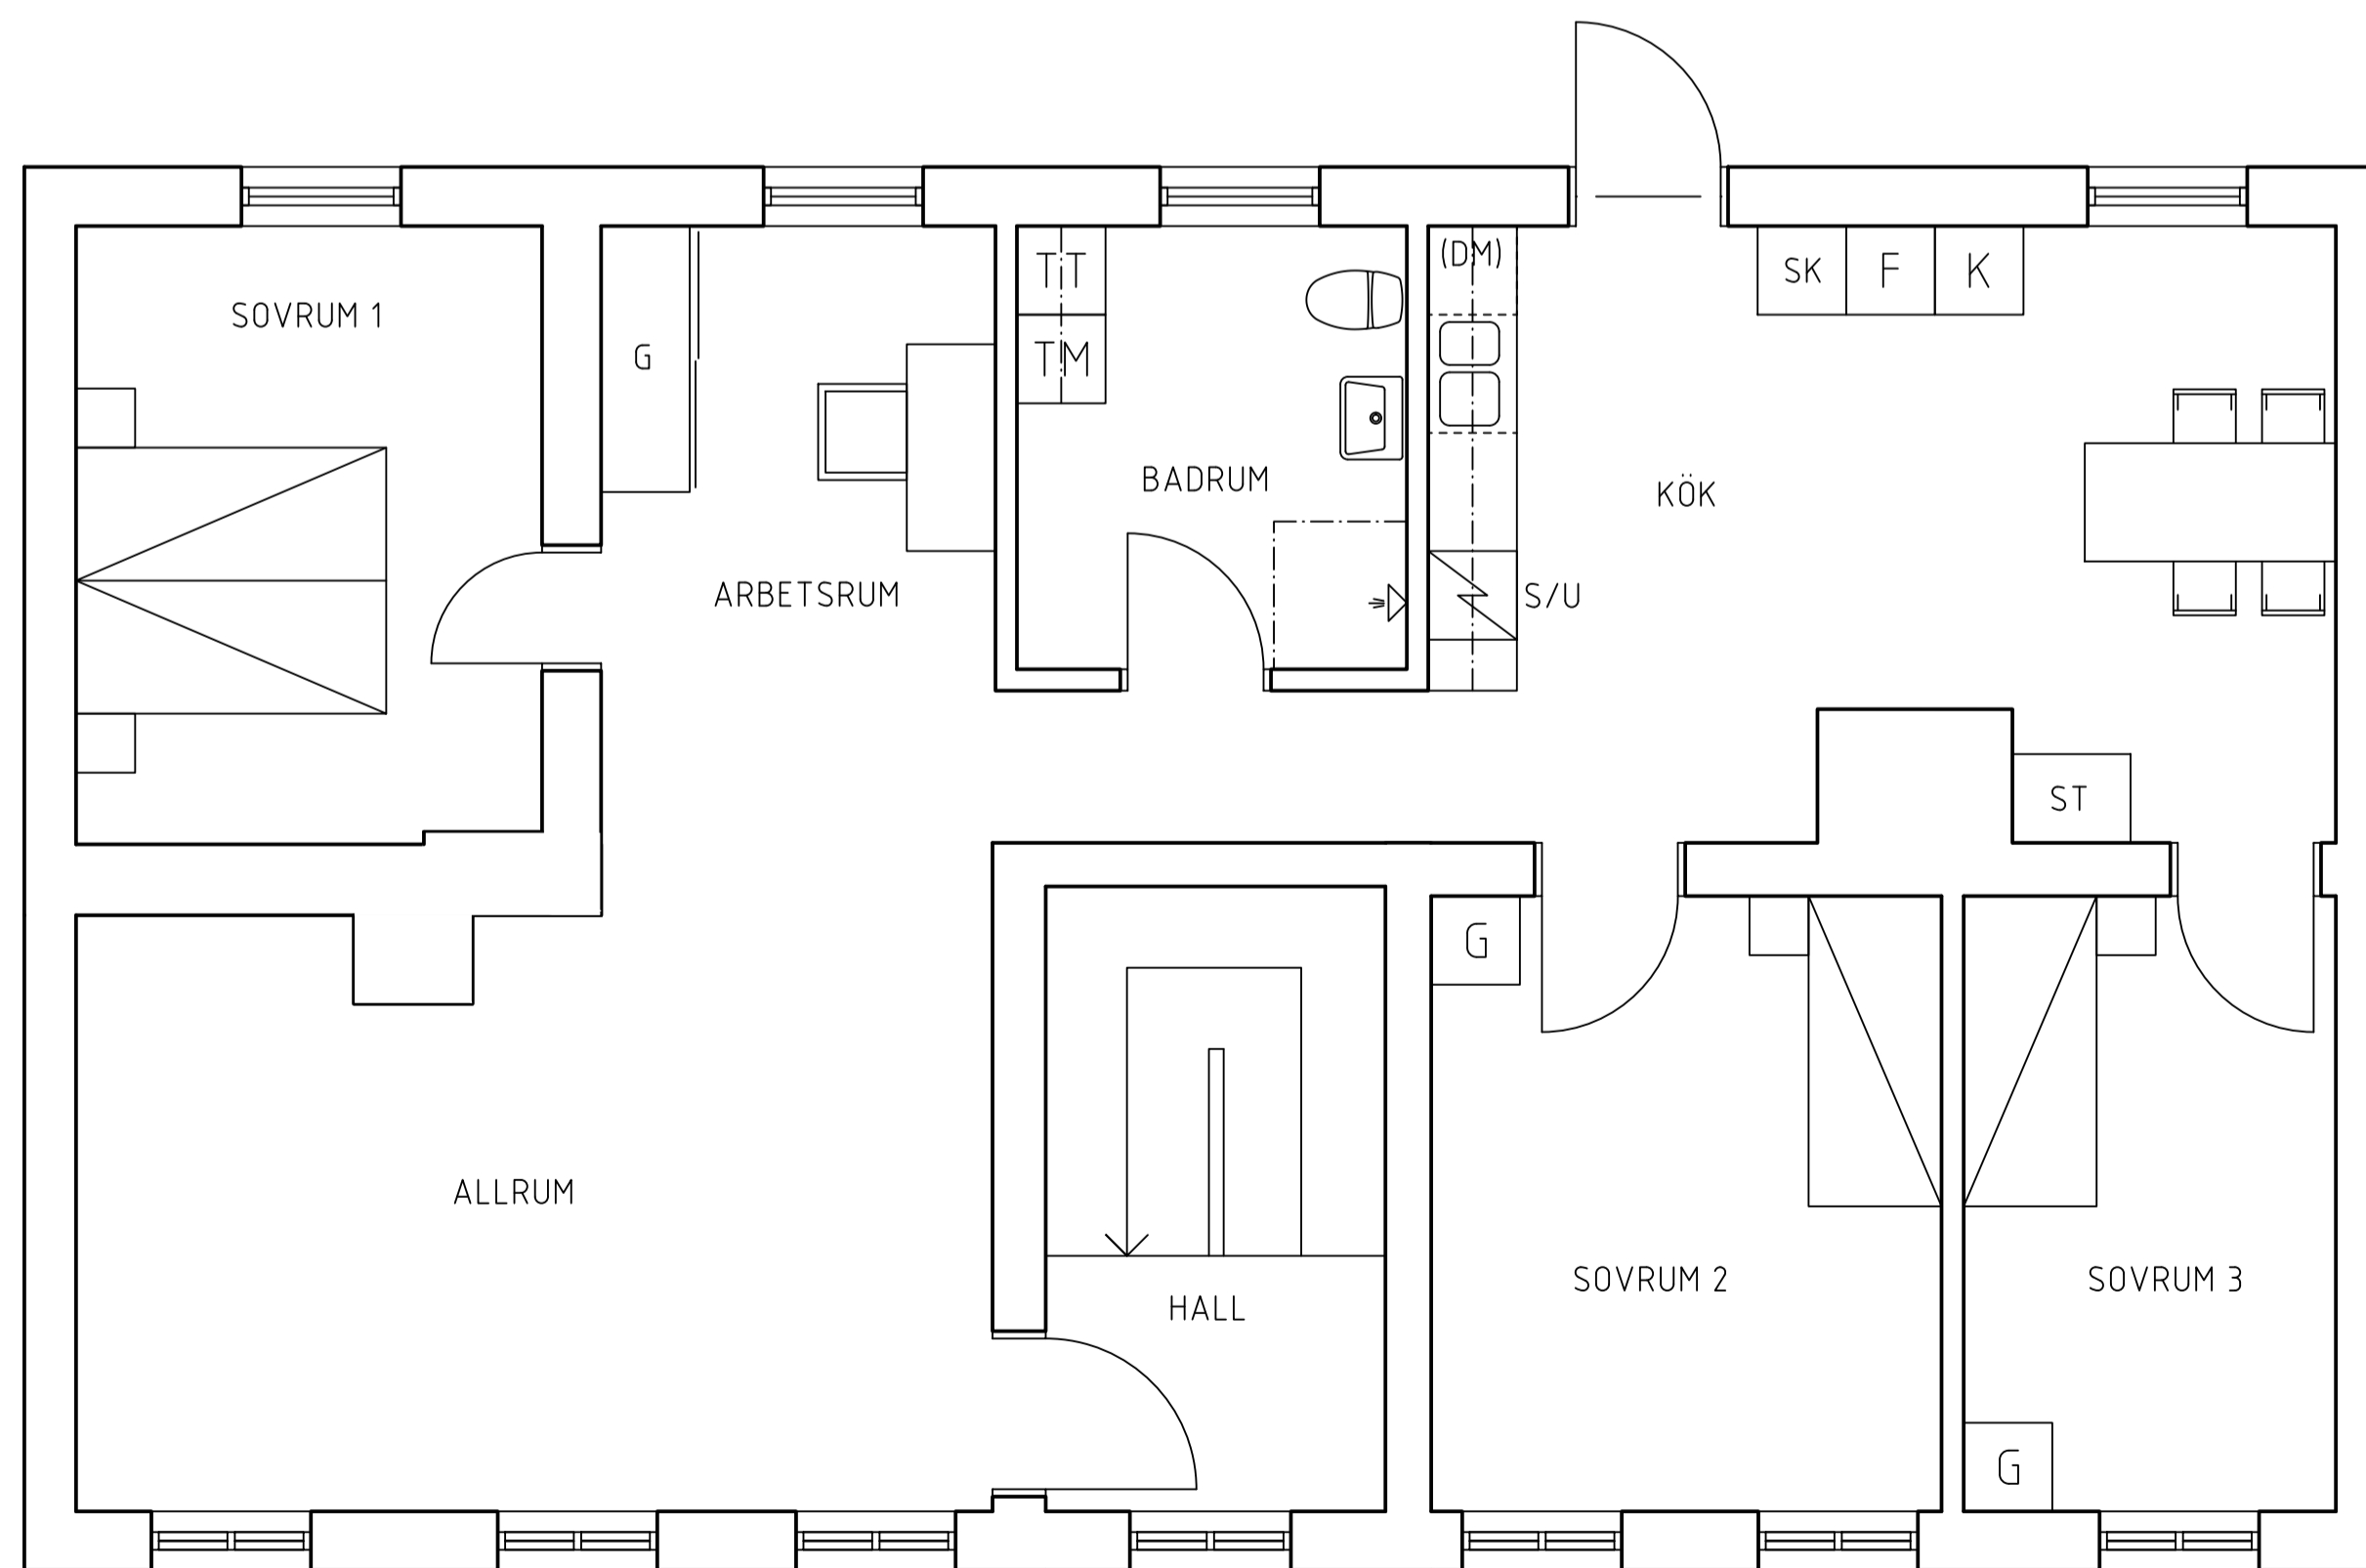 (DM)
TT
SK
F
K
SOVRUM 1
G
TM
BADRUM
KÖK
ARBETSRUM
S/U
ST
G
ALLRUM
SOVRUM 2
SOVRUM 3
HALL
G